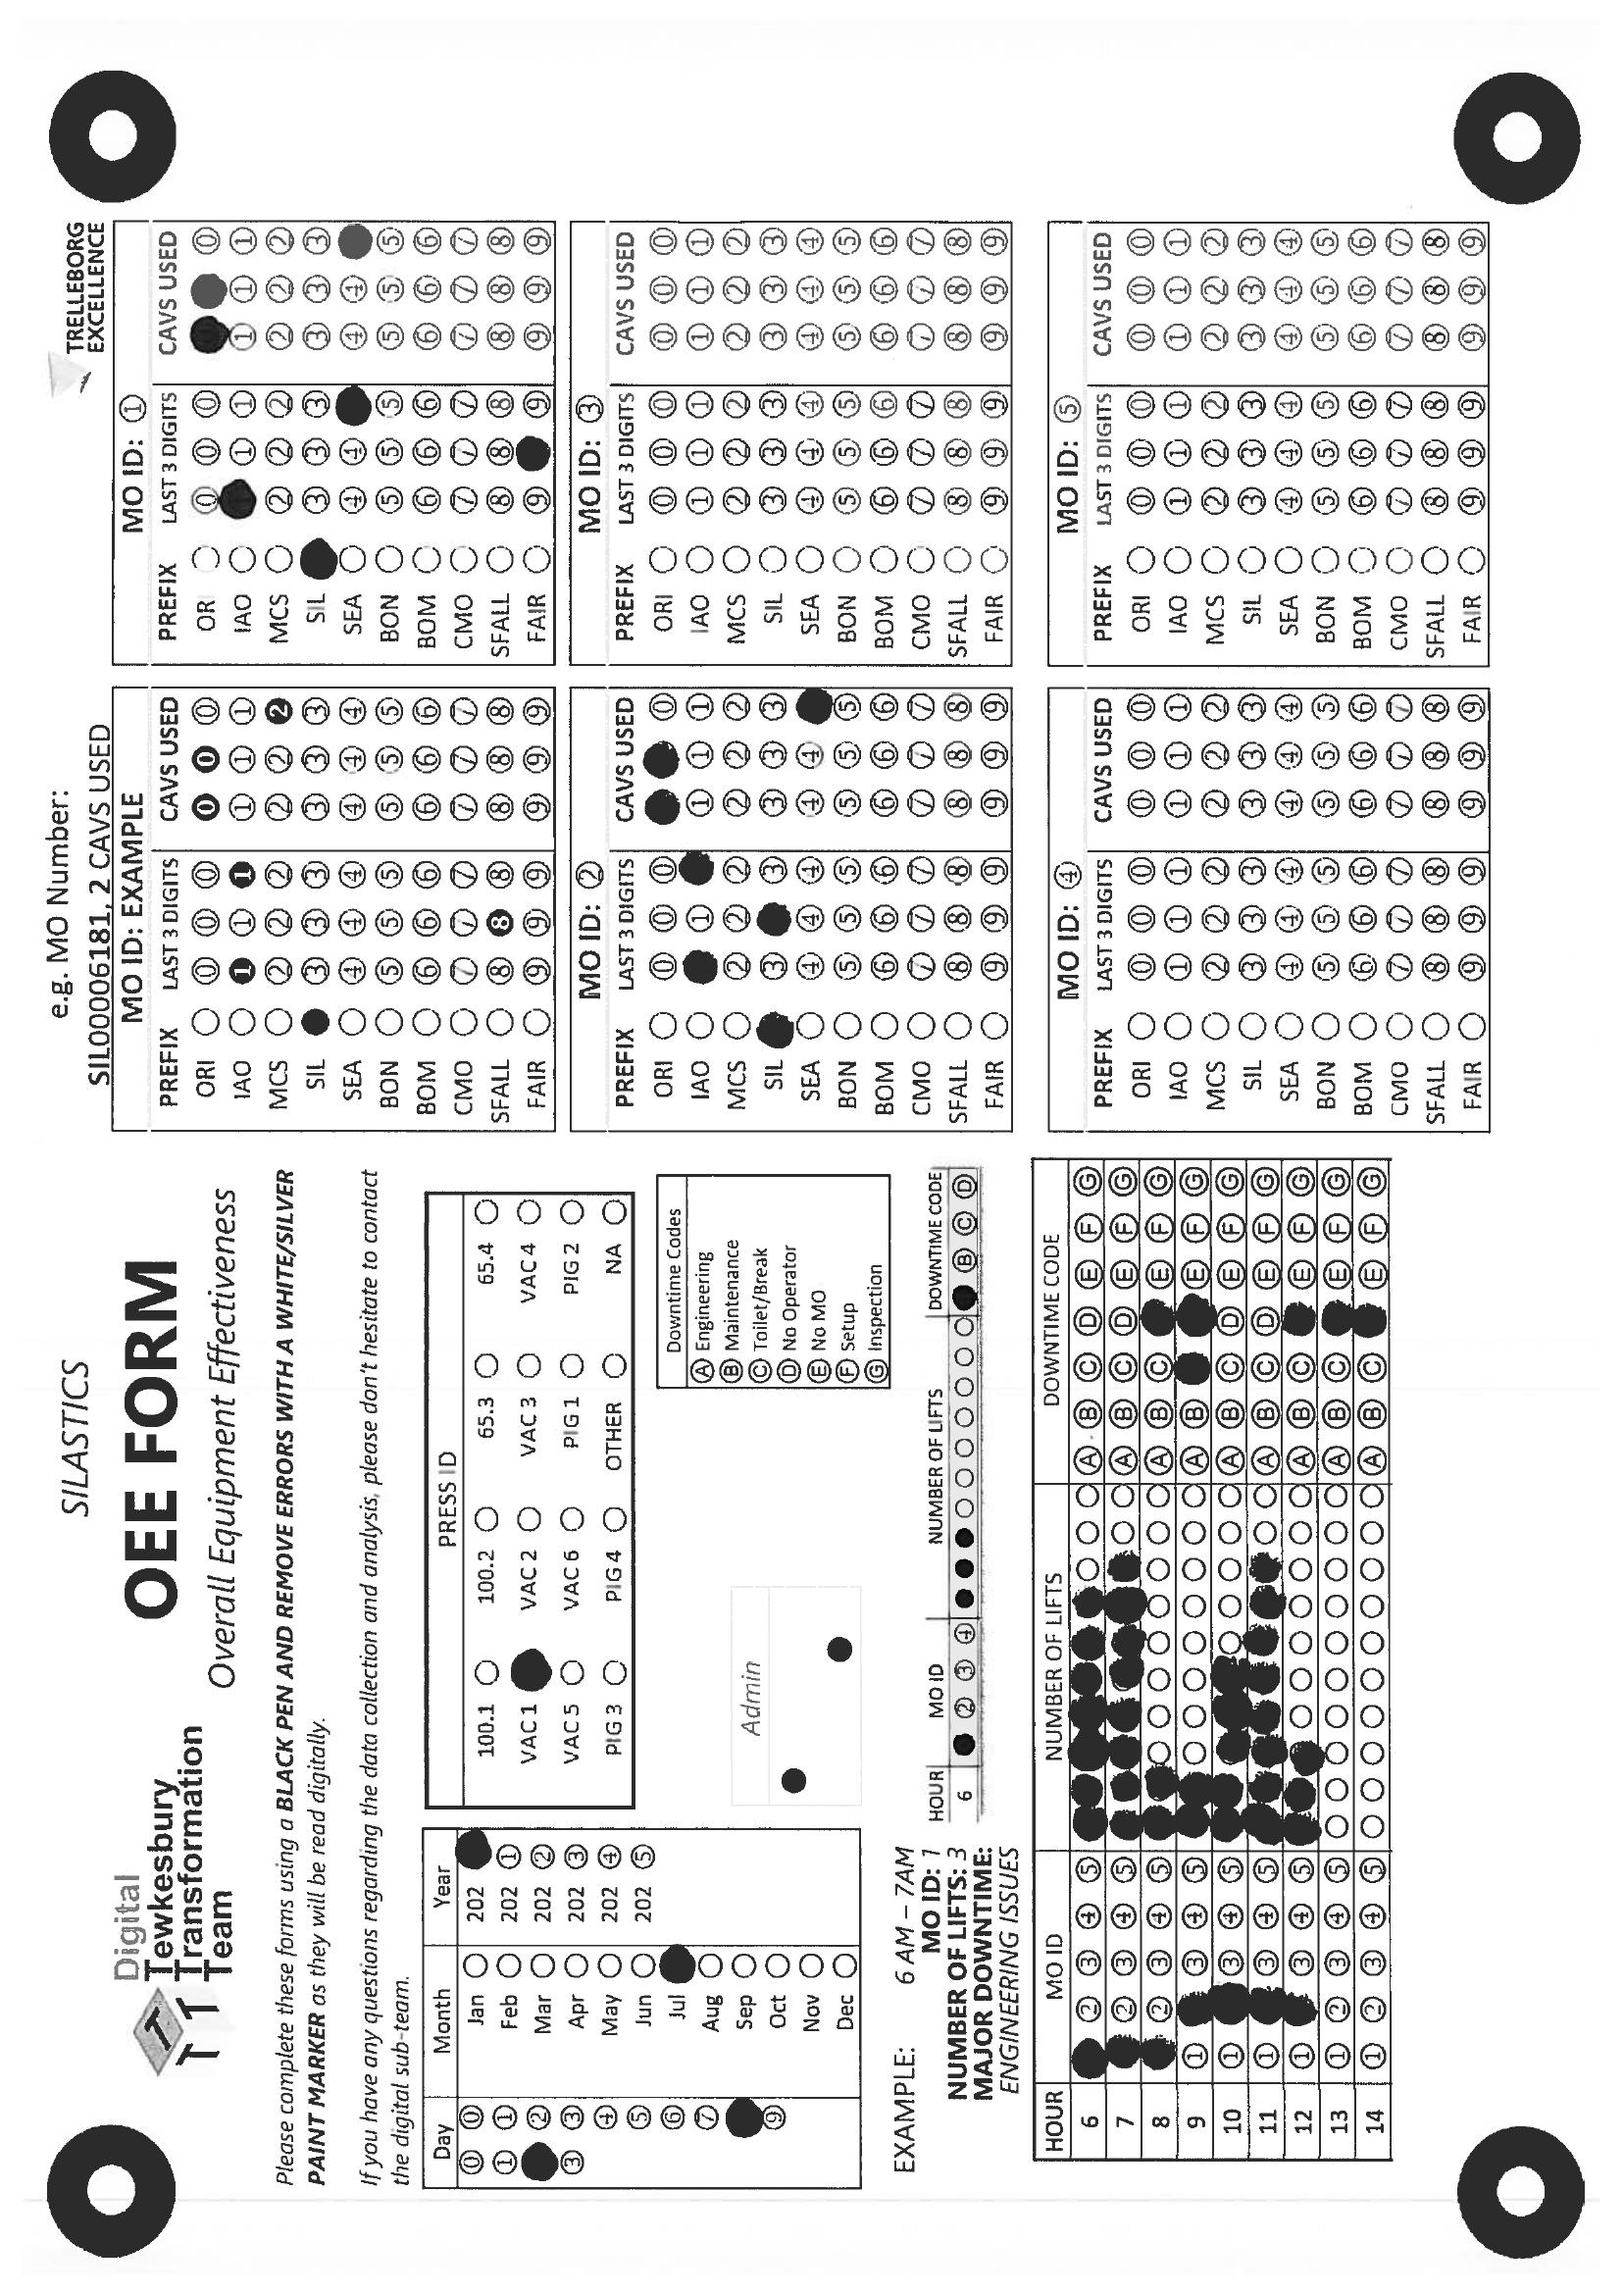 SILASTICS
Digital
Tewkesbury
Transformation
Team
OEE FORM
Overall Equipment Effectiveness
Please complete these forms using a BLACK PEN AND REMOVE ERRORS WITH A WHITE/SILVER
PAINT MARKER as they will be read digitally.
If you have any questions regarding the data collection and analysis, please don't hesitate to contact
the digital sub-team.
Day Month Year
0 0 Jan 202
1 1 Feb 202 1
2 Mar 202 2
3 3 Apr 202 3
4 May 202 4
5 Jun 202 5
6 Jul
7 Aug
Sep
9 Oct
Nov
Dec
PRESS ID
100.1 100.2 65.3 65.4
VAC 1 VAC 2 VAC 3 VAC 4
VAC 5 VAC 6 PIG 1 PIG 2
PIG 3 PIG 4 OTHER NA
Admin
Downtime Codes
A Engineering
B Maintenance
C Toilet/Break
D No Operator
E No MO
F Setup
G Inspection
EXAMPLE: 6 AM – 7AM
MO ID: 1
NUMBER OF LIFTS: 3
MAJOR DOWNTIME:
ENGINEERING ISSUES
HOUR MO ID NUMBER OF LIFTS DOWNTIME CODE
6 2 3 4 B C D
HOUR MO ID NUMBER OF LIFTS DOWNTIME CODE
6 2 3 4 5 A B C D E F G
7 2 3 4 5 A B C D E F G
8 2 3 4 5 A B C E F G
9 1 3 4 5 A B E F G
10 1 3 4 5 A B C D E F G
11 1 3 4 5 A B C D E F G
12 1 3 4 5 A B C E F G
13 1 2 3 4 5 A B C E F G
14 1 2 3 4 5 A B C E F G
e.g. MO Number:
SIL00006181, 2 CAVS USED
TRELLEBORG
EXCELLENCE
MO ID: EXAMPLE
PREFIX LAST 3 DIGITS CAVS USED
ORI 0 0 0 0 0 0
IAO 1 1 1 1 1 1
MCS 2 2 2 2 2 2
SIL 3 3 3 3 3 3
SEA 4 4 4 4 4 4
BON 5 5 5 5 5 5
BOM 6 6 6 6 6 6
CMO 7 7 7 7 7 7
SFALL 8 8 8 8 8 8
FAIR 9 9 9 9 9 9
MO ID: 1
PREFIX LAST 3 DIGITS CAVS USED
OR 0 0 0 0
IAO 1 1 1 1 1
MCS 2 2 2 2 2 2
SIL 3 3 3 3 3 3
SEA 4 4 4 4
BON 5 5 5 5 5 5
BOM 6 6 6 6 6 6
CMO 7 7 7 7 7 7
SFALL 8 8 8 8 8 8
FAIR 9 9 9 9 9
MO ID: 2
PREFIX LAST 3 DIGITS CAVS USED
ORI 0 0 0 0
IAO 1 1 1 1
MCS 2 2 2 2 2 2
SIL 3 3 3 3 3
SEA 4 4 4 4 4
BON 5 5 5 5 5 5
BOM 6 6 6 6 6 6
CMO 7 7 7 7 7 7
SFALL 8 8 8 8 8 8
FAIR 9 9 9 9 9 9
MO ID: 3
PREFIX LAST 3 DIGITS CAVS USED
ORI 0 0 0 0 0 0
IAO 1 1 1 1 1 1
MCS 2 2 2 2 2 2
SIL 3 3 3 3 3 3
SEA 4 4 4 4 4 4
BON 5 5 5 5 5 5
BOM 6 6 6 6 6 6
CMO 7 7 7 7 7 7
SFALL 8 8 8 8 8 8
FAIR 9 9 9 9 9 9
MO ID: 4
PREFIX LAST 3 DIGITS CAVS USED
ORI 0 0 0 0 0 0
IAO 1 1 1 1 1 1
MCS 2 2 2 2 2 2
SIL 3 3 3 3 3 3
SEA 4 4 4 4 4 4
BON 5 5 5 5 5 5
BOM 6 6 6 6 6 6
CMO 7 7 7 7 7 7
SFALL 8 8 8 8 8 8
FAIR 9 9 9 9 9 9
MO ID: 5
PREFIX LAST 3 DIGITS CAVS USED
ORI 0 0 0 0 0 0
IAO 1 1 1 1 1 1
MCS 2 2 2 2 2 2
SIL 3 3 3 3 3 3
SEA 4 4 4 4 4 4
BON 5 5 5 5 5 5
BOM 6 6 6 6 6 6
CMO 7 7 7 7 7 7
SFALL 8 8 8 8 8 8
FAIR 9 9 9 9 9 9